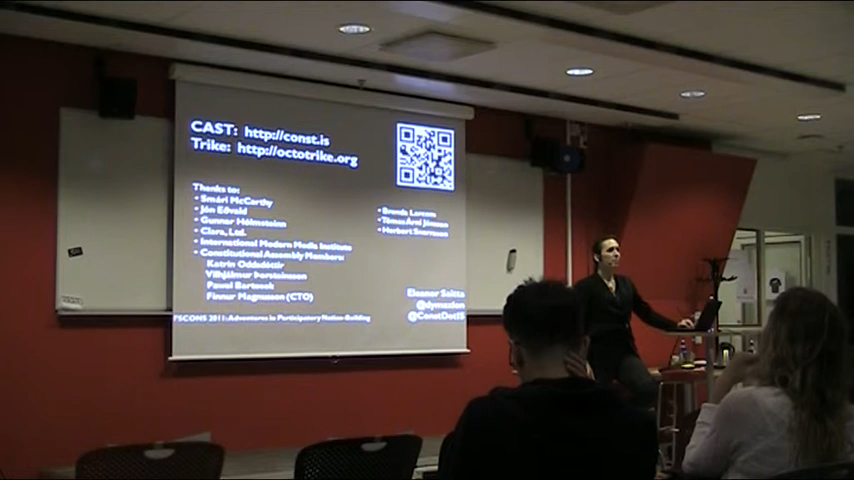 CAST: http://const.is
Trike: http://octotrike.org
Thanks to:
• Smári McCarthy
• Jón Eðvald
• Gunnar Hólmsteinn
• Clara, Ltd.
• International Modern Media Institute
• Constitutional Assembly Members:
Katrín Oddsdóttir
Vilhjálmur Þorsteinsson
Pawel Bartoszek
Finnur Magnusson (CTO)
• Brenda Larcom
• Tómas Árni Jónsson
• Herbert Snorrason
Eleanor Saitta
@dymaxion
@ConstDotIS
FSCONS 2011: Adventures in Participatory Nation-Building